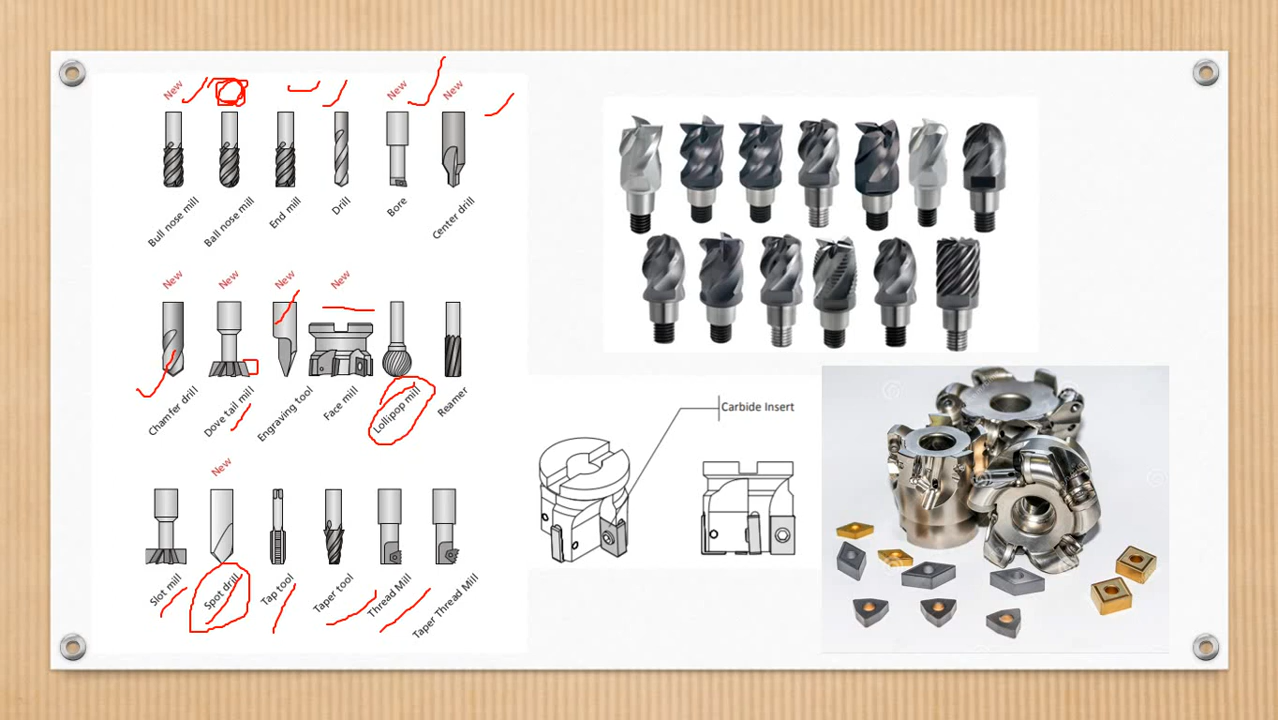 New New New
Bull nose mill Ball nose mill End mill Drill Bore Center drill
New New New New
Chamfer drill Dove tail mill Engraving tool Face mill Lollipop mill Reamer
New
Slot mill Spot drill Tap tool Taper tool Thread Mill Taper Thread Mill
Carbide Insert